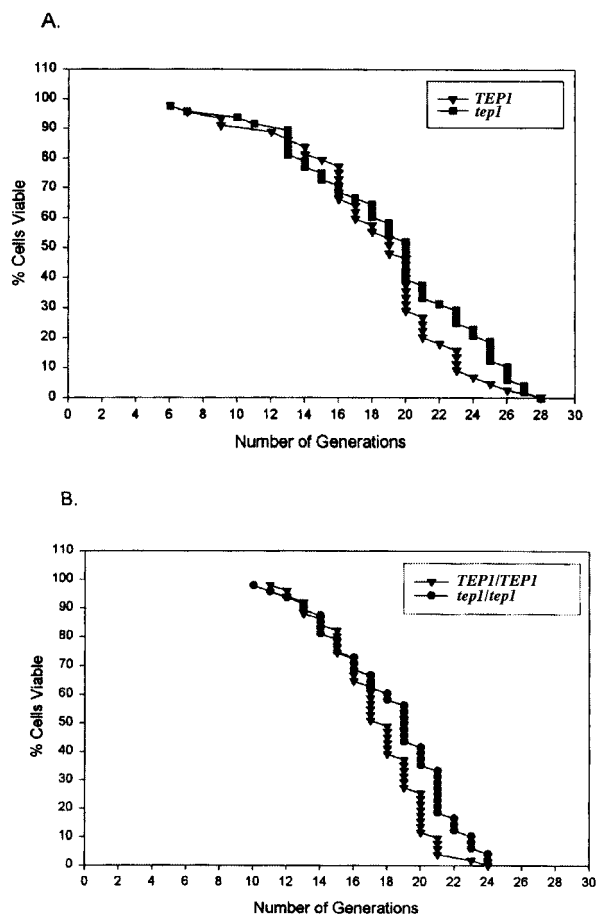 A.
110
100
90
80
70
60
50
40
30
20
10
0
% Cells Viable
TEP1
tep1
0 2 4 6 8 10 12 14 16 18 20 22 24 26 28 30
Number of Generations
B.
110
100
90
80
70
60
50
40
30
20
10
0
% Cells Viable
TEP1/TEP1
tep1/tep1
0 2 4 6 8 10 12 14 16 18 20 22 24 26 28 30
Number of Generations